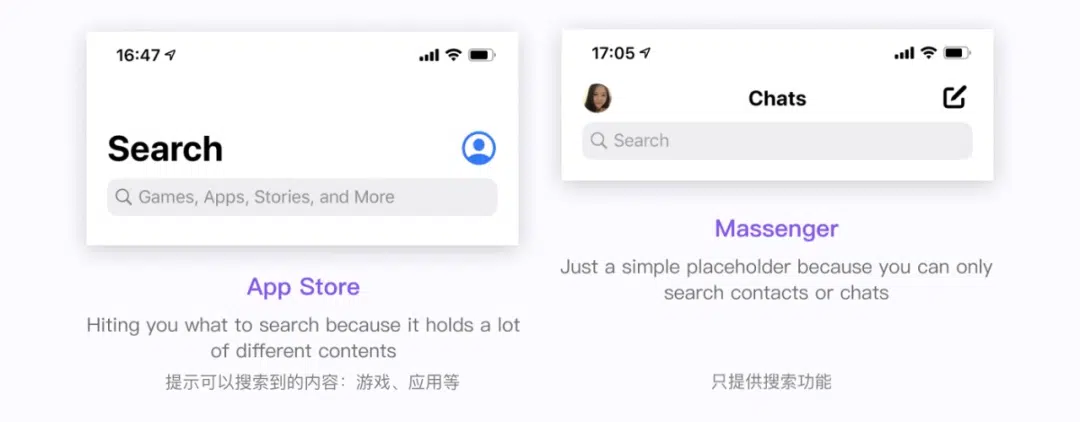 16:47
Search
Games, Apps, Stories, and More
App Store
Hiting you what to search because it holds a lot
of different contents
提示可以搜索到的内容：游戏、应用等
17:05
Chats
Search
Massenger
Just a simple placeholder because you can only
search contacts or chats
只提供搜索功能